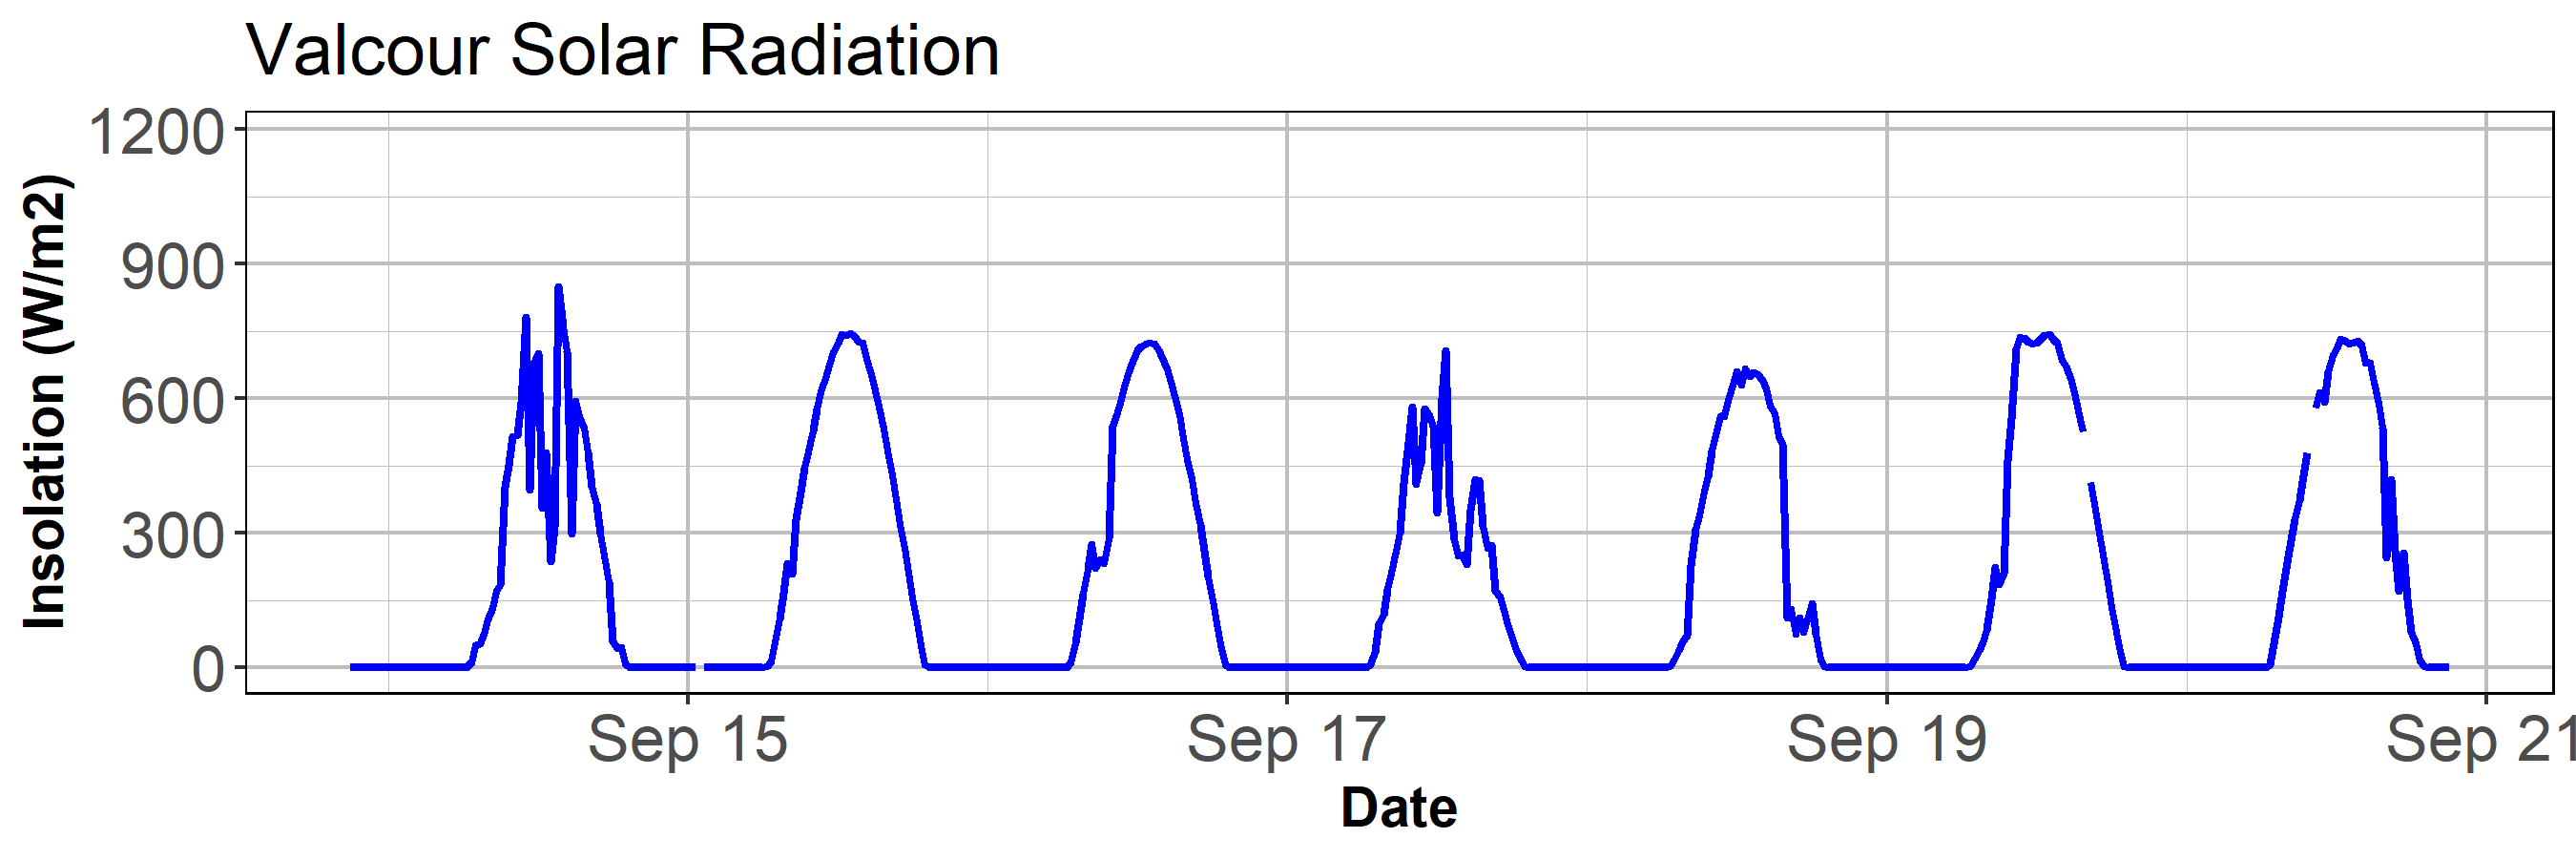 Valcour Solar Radiation
1200
900
600
300
0
Insolation (W/m2)
Sep 15
Sep 17
Sep 19
Sep 21
Date